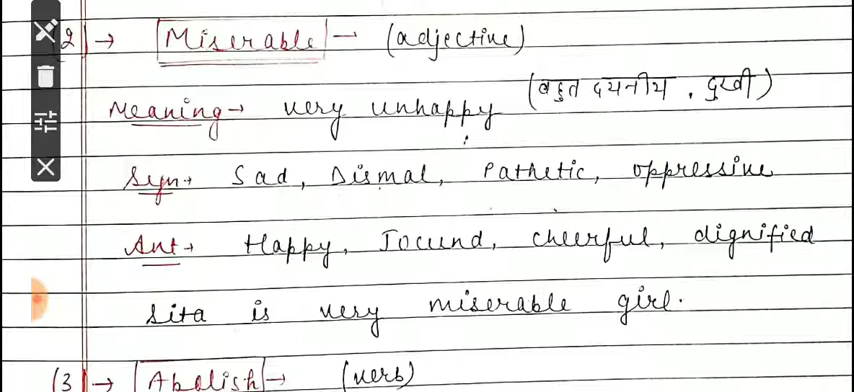 (2) → Miserable → (adjective)
Meaning → very unhappy (बहुत दयनीय, दुखी)
Syn → Sad, Dismal, Pathetic, oppressive
Ant → Happy, Jocund, cheerful, dignified
Sita is very miserable girl.
(3) → Abolish → (verb)